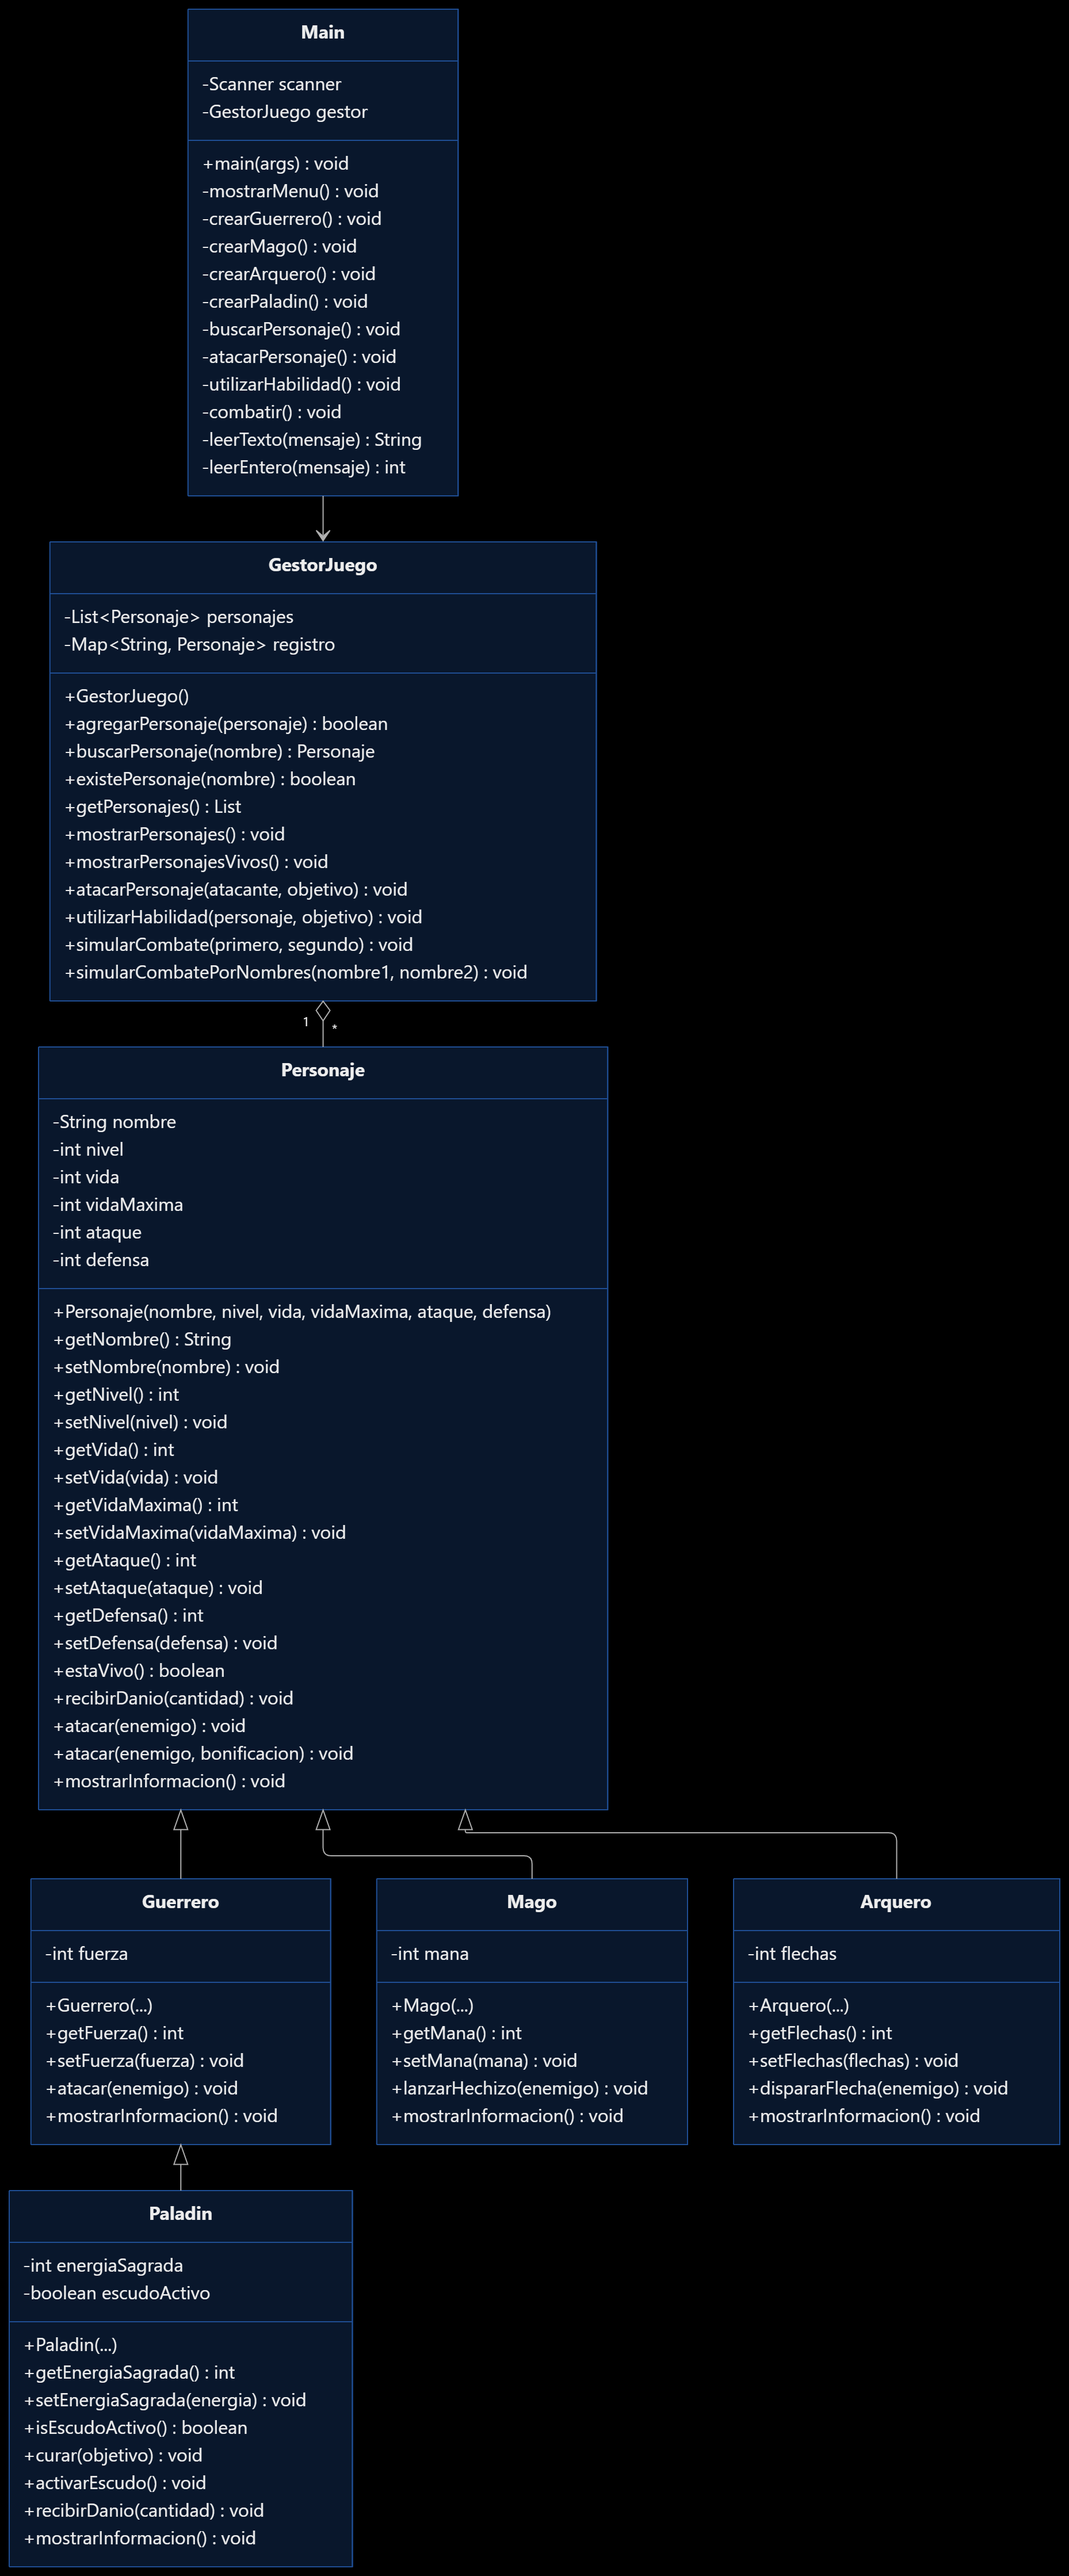 Main
-Scanner scanner
-GestorJuego gestor
+main(args) : void
-mostrarMenu() : void
-crearGuerrero() : void
-crearMago() : void
-crearArquero() : void
-crearPaladin() : void
-buscarPersonaje() : void
-atacarPersonaje() : void
-utilizarHabilidad() : void
-combatir() : void
-leerTexto(mensaje) : String
-leerEntero(mensaje) : int
GestorJuego
-List<Personaje> personajes
-Map<String, Personaje> registro
+GestorJuego()
+agregarPersonaje(personaje) : boolean
+buscarPersonaje(nombre) : Personaje
+existePersonaje(nombre) : boolean
+getPersonajes() : List
+mostrarPersonajes() : void
+mostrarPersonajesVivos() : void
+atacarPersonaje(atacante, objetivo) : void
+utilizarHabilidad(personaje, objetivo) : void
+simularCombate(primero, segundo) : void
+simularCombatePorNombres(nombre1, nombre2) : void
1 *
Personaje
-String nombre
-int nivel
-int vida
-int vidaMaxima
-int ataque
-int defensa
+Personaje(nombre, nivel, vida, vidaMaxima, ataque, defensa)
+getNombre() : String
+setNombre(nombre) : void
+getNivel() : int
+setNivel(nivel) : void
+getVida() : int
+setVida(vida) : void
+getVidaMaxima() : int
+setVidaMaxima(vidaMaxima) : void
+getAtaque() : int
+setAtaque(ataque) : void
+getDefensa() : int
+setDefensa(defensa) : void
+estaVivo() : boolean
+recibirDanio(cantidad) : void
+atacar(enemigo) : void
+atacar(enemigo, bonificacion) : void
+mostrarInformacion() : void
Guerrero
-int fuerza
+Guerrero(...)
+getFuerza() : int
+setFuerza(fuerza) : void
+atacar(enemigo) : void
+mostrarInformacion() : void
Mago
-int mana
+Mago(...)
+getMana() : int
+setMana(mana) : void
+lanzarHechizo(enemigo) : void
+mostrarInformacion() : void
Arquero
-int flechas
+Arquero(...)
+getFlechas() : int
+setFlechas(flechas) : void
+dispararFlecha(enemigo) : void
+mostrarInformacion() : void
Paladin
-int energiaSagrada
-boolean escudoActivo
+Paladin(...)
+getEnergiaSagrada() : int
+setEnergiaSagrada(energia) : void
+isEscudoActivo() : boolean
+curar(objetivo) : void
+activarEscudo() : void
+recibirDanio(cantidad) : void
+mostrarInformacion() : void